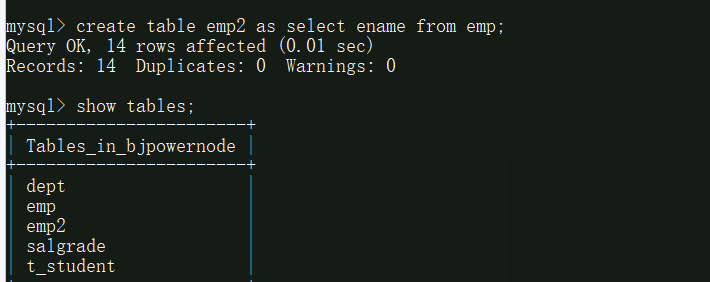 mysql> create table emp2 as select ename from emp;
Query OK, 14 rows affected (0.01 sec)
Records: 14  Duplicates: 0  Warnings: 0
mysql> show tables;
+-----------------------+
| Tables_in_bjpowernode |
+-----------------------+
| dept                  |
| emp                   |
| emp2                  |
| salgrade              |
| t_student             |